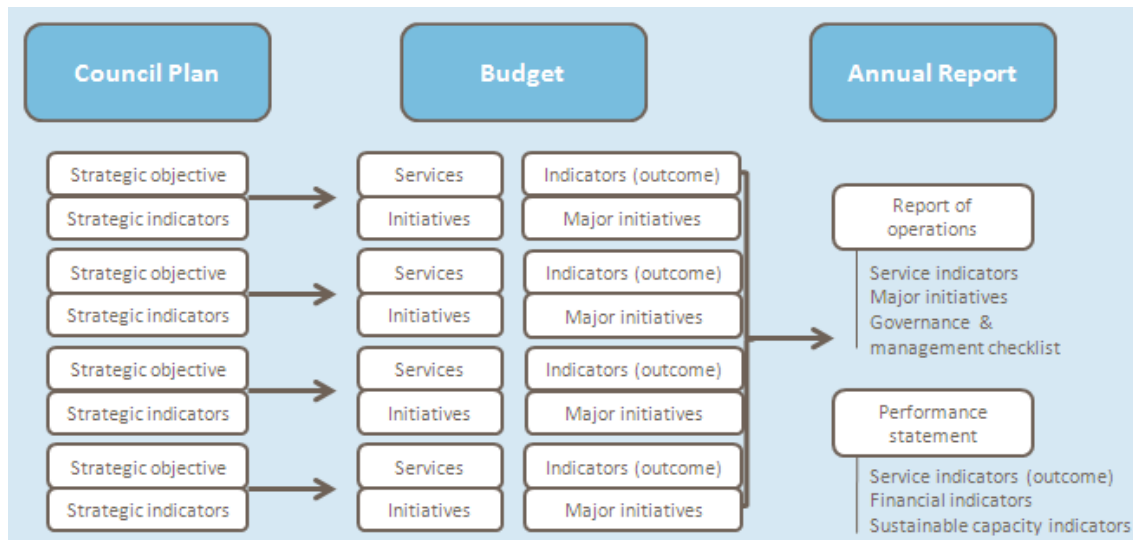 Council Plan
Budget
Annual Report
Strategic objective
Strategic indicators
Services
Initiatives
Indicators (outcome)
Major initiatives
Strategic objective
Strategic indicators
Services
Initiatives
Indicators (outcome)
Major initiatives
Strategic objective
Strategic indicators
Services
Initiatives
Indicators (outcome)
Major initiatives
Strategic objective
Strategic indicators
Services
Initiatives
Indicators (outcome)
Major initiatives
Report of
operations
Service indicators
Major initiatives
Governance &
management checklist
Performance
statement
Service indicators (outcome)
Financial indicators
Sustainable capacity indicators